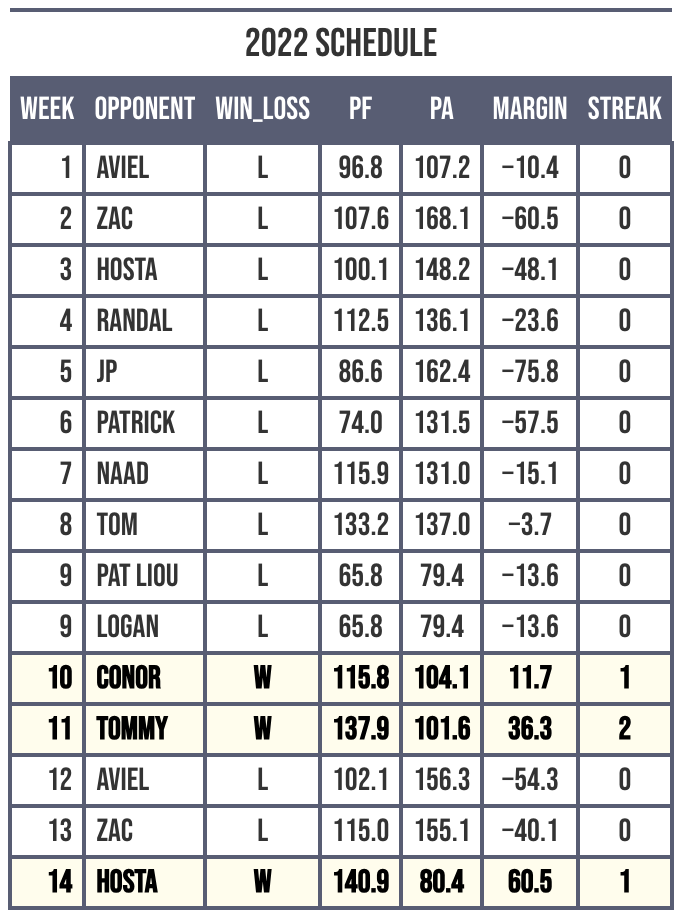 2022 SCHEDULE
WEEK OPPONENT WIN_LOSS PF PA MARGIN STREAK
1 AVIEL L 96.8 107.2 −10.4 0
2 ZAC L 107.6 168.1 −60.5 0
3 HOSTA L 100.1 148.2 −48.1 0
4 RANDAL L 112.5 136.1 −23.6 0
5 JP L 86.6 162.4 −75.8 0
6 PATRICK L 74.0 131.5 −57.5 0
7 NAAD L 115.9 131.0 −15.1 0
8 TOM L 133.2 137.0 −3.7 0
9 PAT LIOU L 65.8 79.4 −13.6 0
9 LOGAN L 65.8 79.4 −13.6 0
10 CONOR W 115.8 104.1 11.7 1
11 TOMMY W 137.9 101.6 36.3 2
12 AVIEL L 102.1 156.3 −54.3 0
13 ZAC L 115.0 155.1 −40.1 0
14 HOSTA W 140.9 80.4 60.5 1